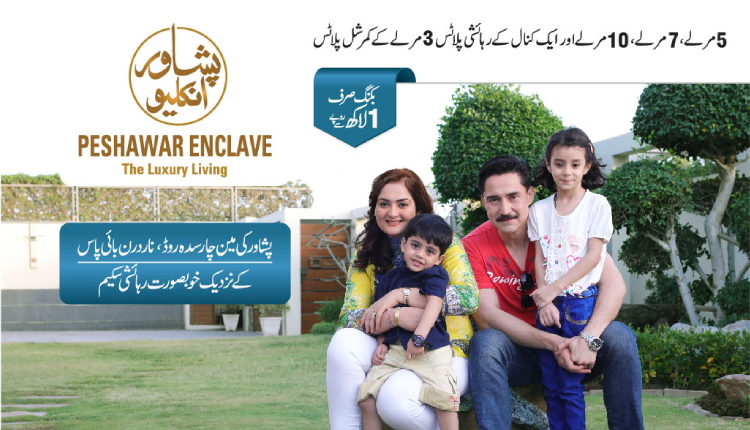 5 مرلے، 7 مرلے، 10 مرلے اور ایک کنال کے رہائشی پلاٹس 3 مرلے کے کمرشل پلاٹس
پشاور
انکلیو
PESHAWAR ENCLAVE
The Luxury Living
بکنگ صرف
1 لاکھ روپے سے
پشاور کی مین چارسدہ روڈ، ناردرن بائی پاس
کے نزدیک خوبصورت رہائشی سکیم